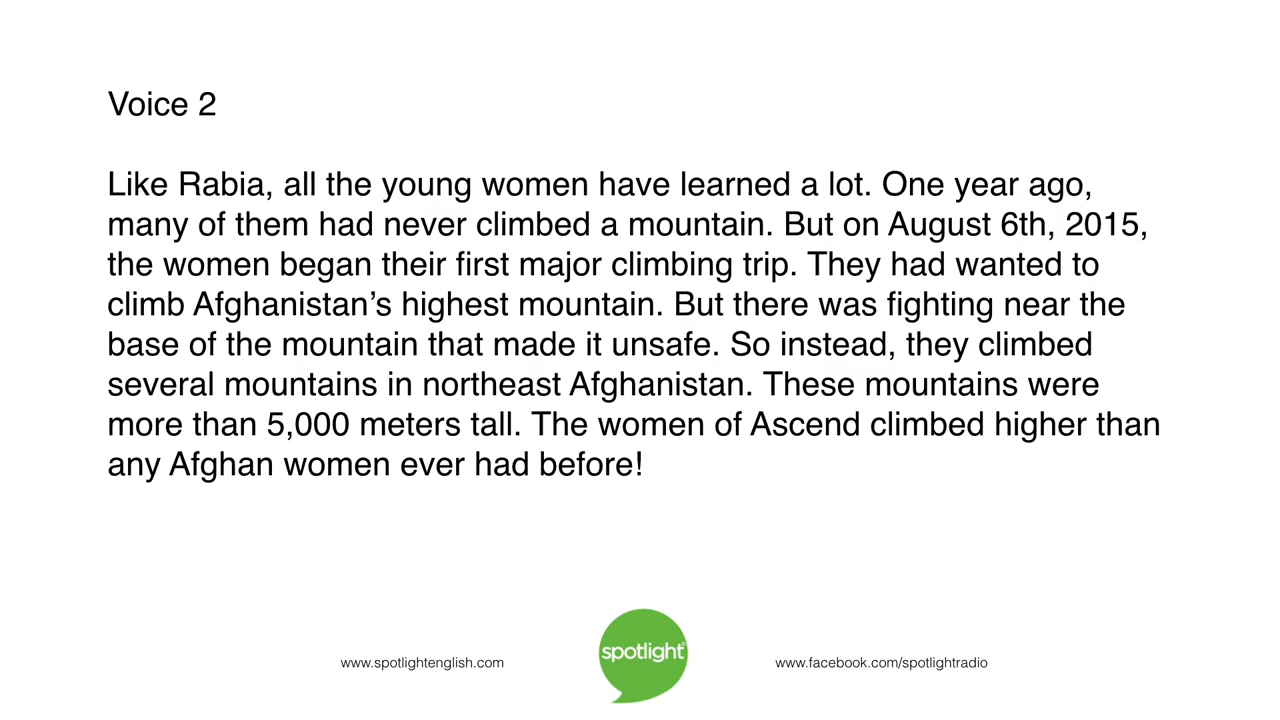 Voice 2
Like Rabia, all the young women have learned a lot. One year ago,
many of them had never climbed a mountain. But on August 6th, 2015,
the women began their first major climbing trip. They had wanted to
climb Afghanistan’s highest mountain. But there was fighting near the
base of the mountain that made it unsafe. So instead, they climbed
several mountains in northeast Afghanistan. These mountains were
more than 5,000 meters tall. The women of Ascend climbed higher than
any Afghan women ever had before!
www.spotlightenglish.com
spotlight®
www.facebook.com/spotlightradio